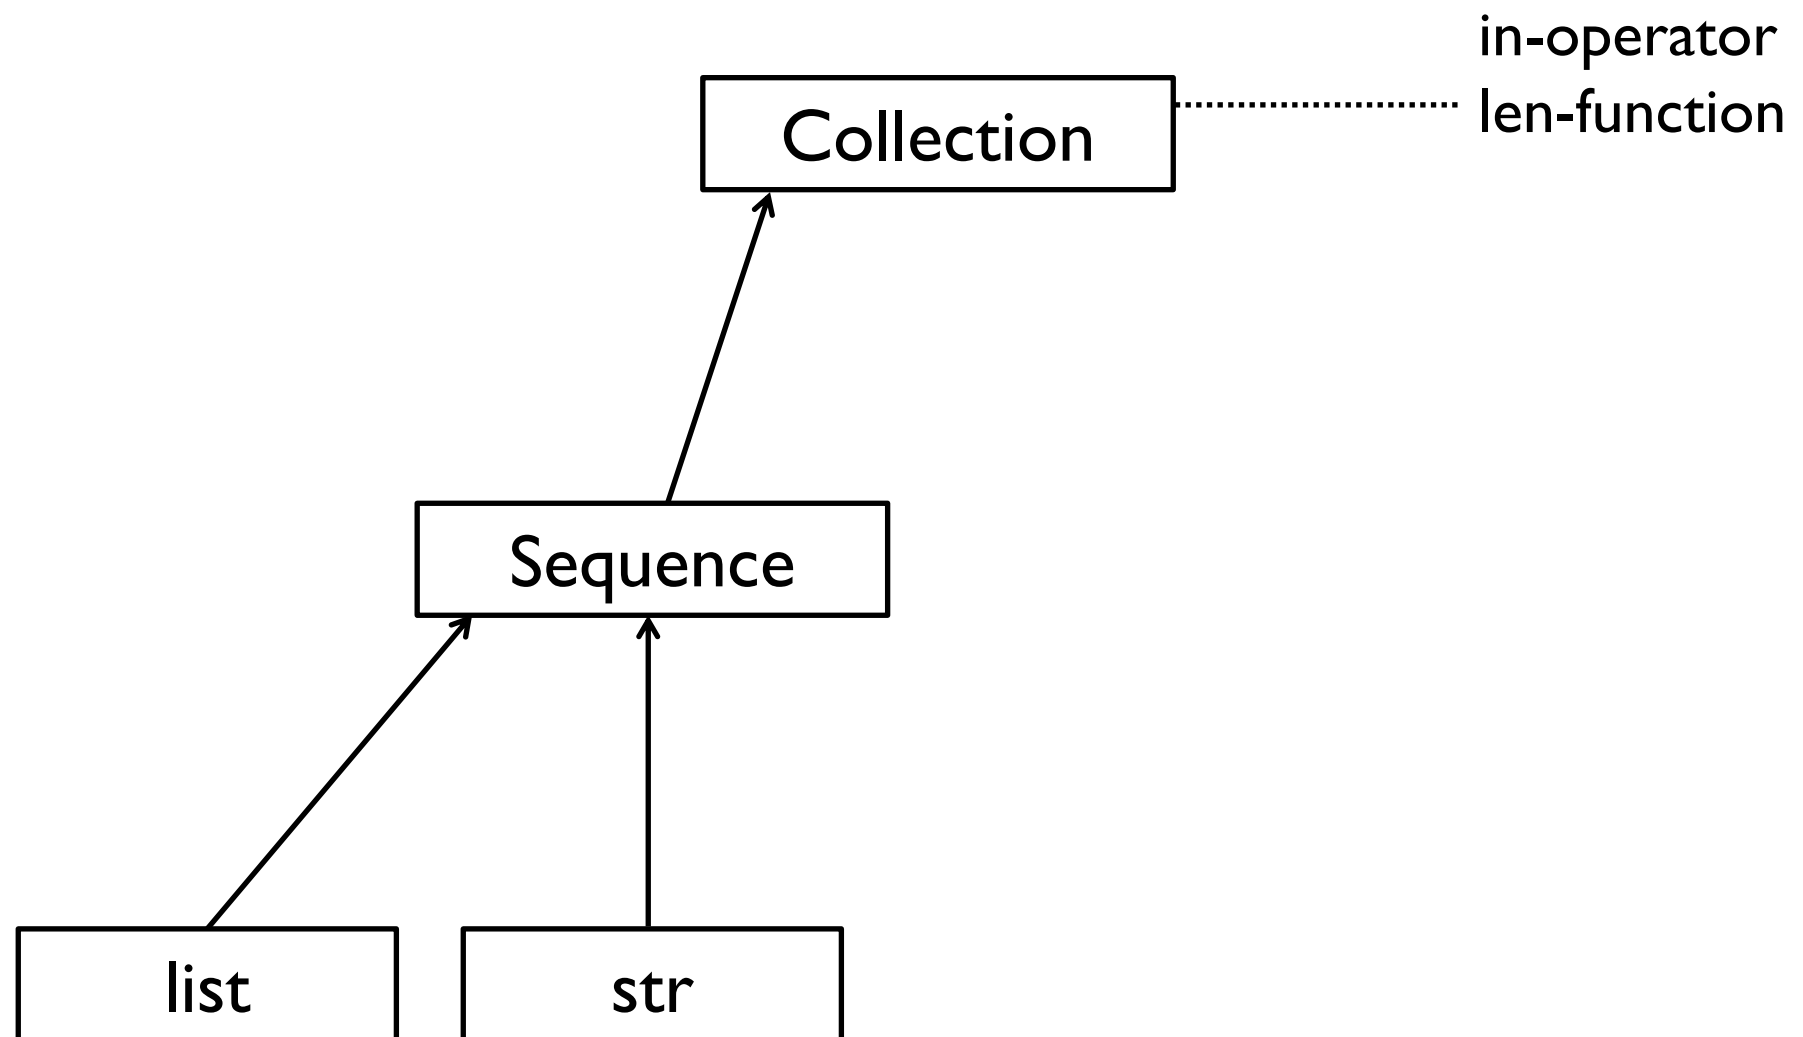 in-operator
len-function
Collection
Sequence
list
str